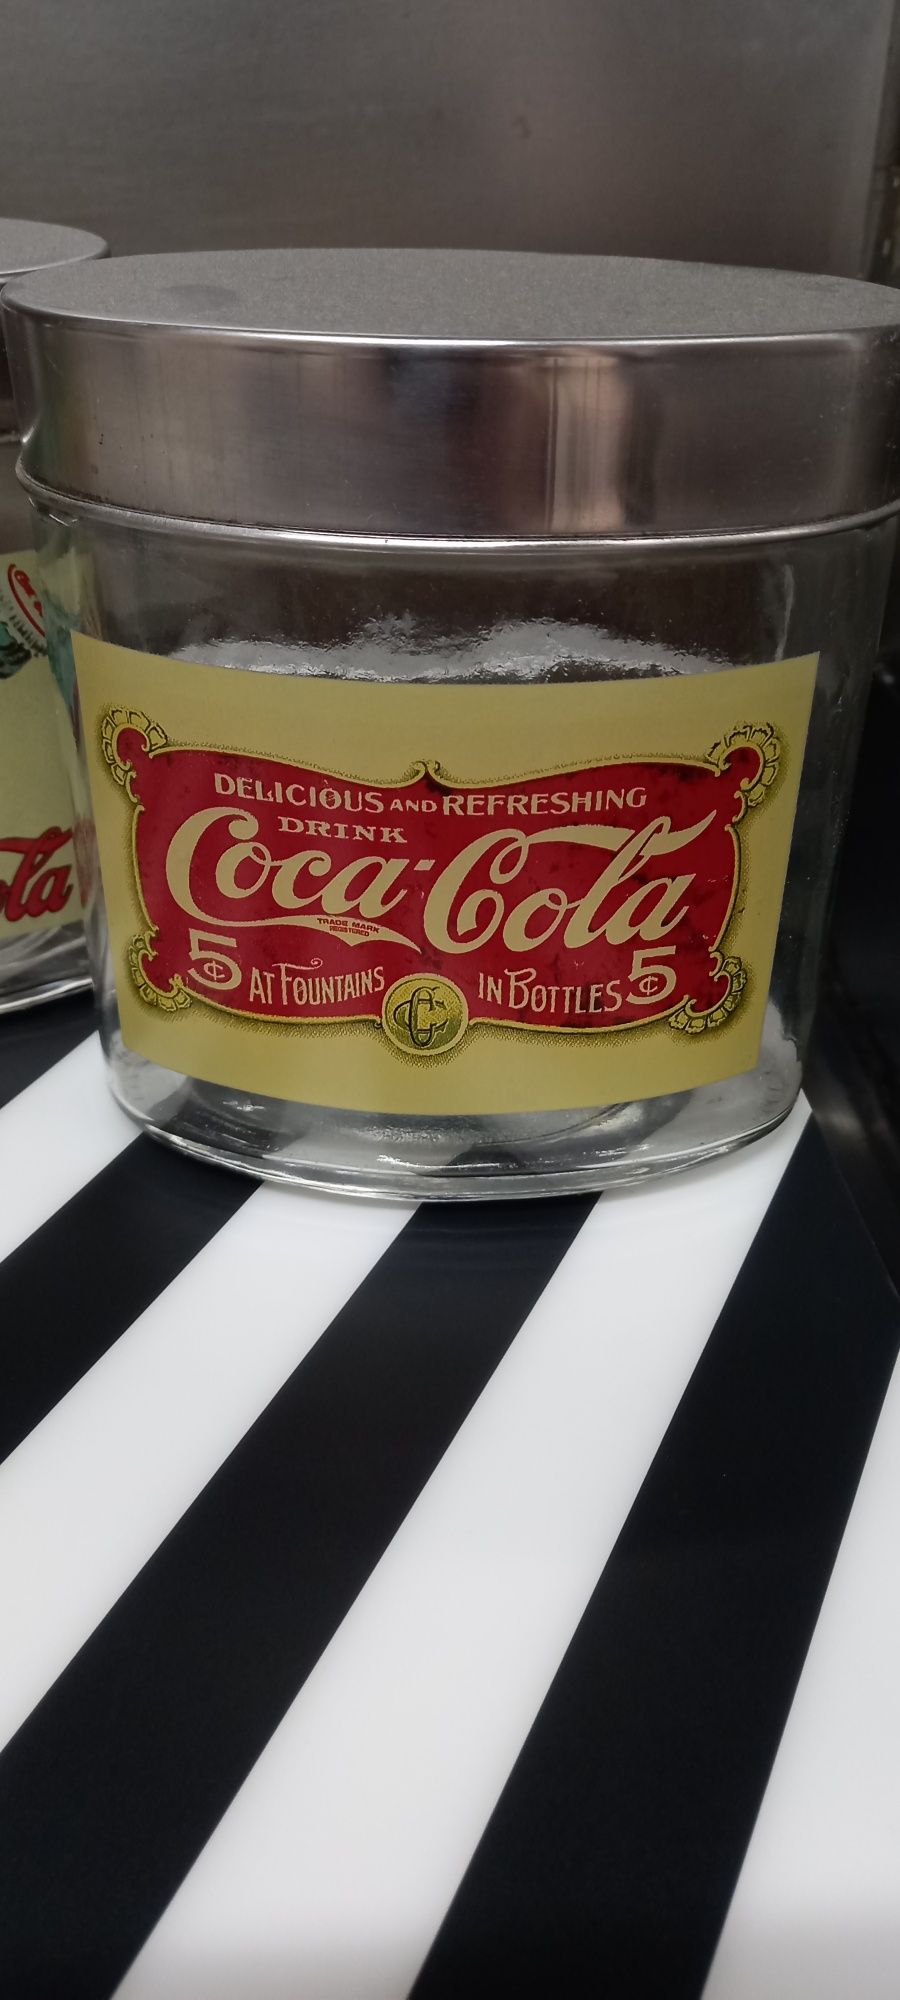 DELICIOUS AND REFRESHING
DRINK
Coca-Cola
TRADE MARK
REGISTERED
5¢ AT FOUNTAINS IN BOTTLES 5¢